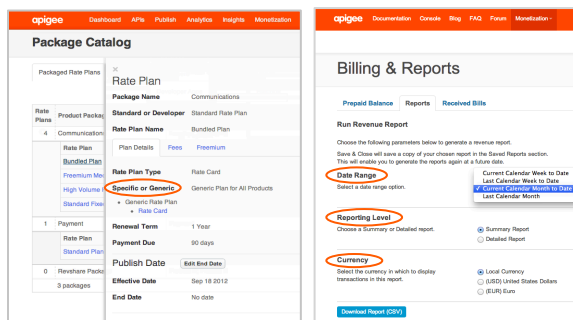 apigee Dashboard APIs Publish Analytics Insights Monetization
Package Catalog
Packaged Rate Plans
Rate Plans
Product Packag
4 Communication
Rate Plan
Bundled Plan
Freemium Me
High Volume
Standard Fixe
1 Payment
Rate Plan
Standard Plan
0 Revshare Packa
3 packages
×
Rate Plan
Package Name Communications
Standard or Developer Standard Rate Plan
Rate Plan Name Bundled Plan
Plan Details Fees Freemium
Rate Plan Type Rate Card
Specific or Generic Generic Plan for All Products
Generic Rate Plan
Rate Card
Renewal Term 1 Year
Payment Due 90 days
Publish Date Edit End Date
Effective Date Sep 18 2012
End Date No date
apigee Documentation Console Blog FAQ Forum Monetization
Billing & Reports
Prepaid Balance Reports Received Bills
Run Revenue Report
Choose the following parameters below to generate a revenue report.
Save & Close will save a copy of your chosen report in the Saved Reports section.
This will enable you to generate the reports again at a future date.
Date Range
Select a date range option.
Current Calendar Week to Date
Last Calendar Week to Date
✓ Current Calendar Month to Date
Last Calendar Month
Reporting Level
Choose a Summary or Detailed report.
Summary Report
Detailed Report
Currency
Select the currency in which to display
transactions in this report.
Local Currency
(USD) United States Dollars
(EUR) Euro
Download Report (CSV)